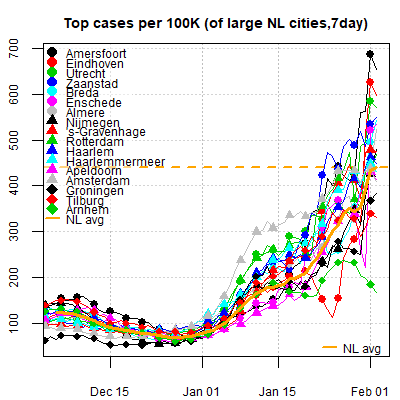 Top cases per 100K (of large NL cities,7day)
700
600
500
400
300
200
100
Amersfoort
Eindhoven
Utrecht
Zaanstad
Breda
Enschede
Almere
Nijmegen
's-Gravenhage
Rotterdam
Haarlem
Haarlemmermeer
Apeldoorn
Amsterdam
Groningen
Tilburg
Arnhem
NL avg
NL avg
Dec 15
Jan 01
Jan 15
Feb 01